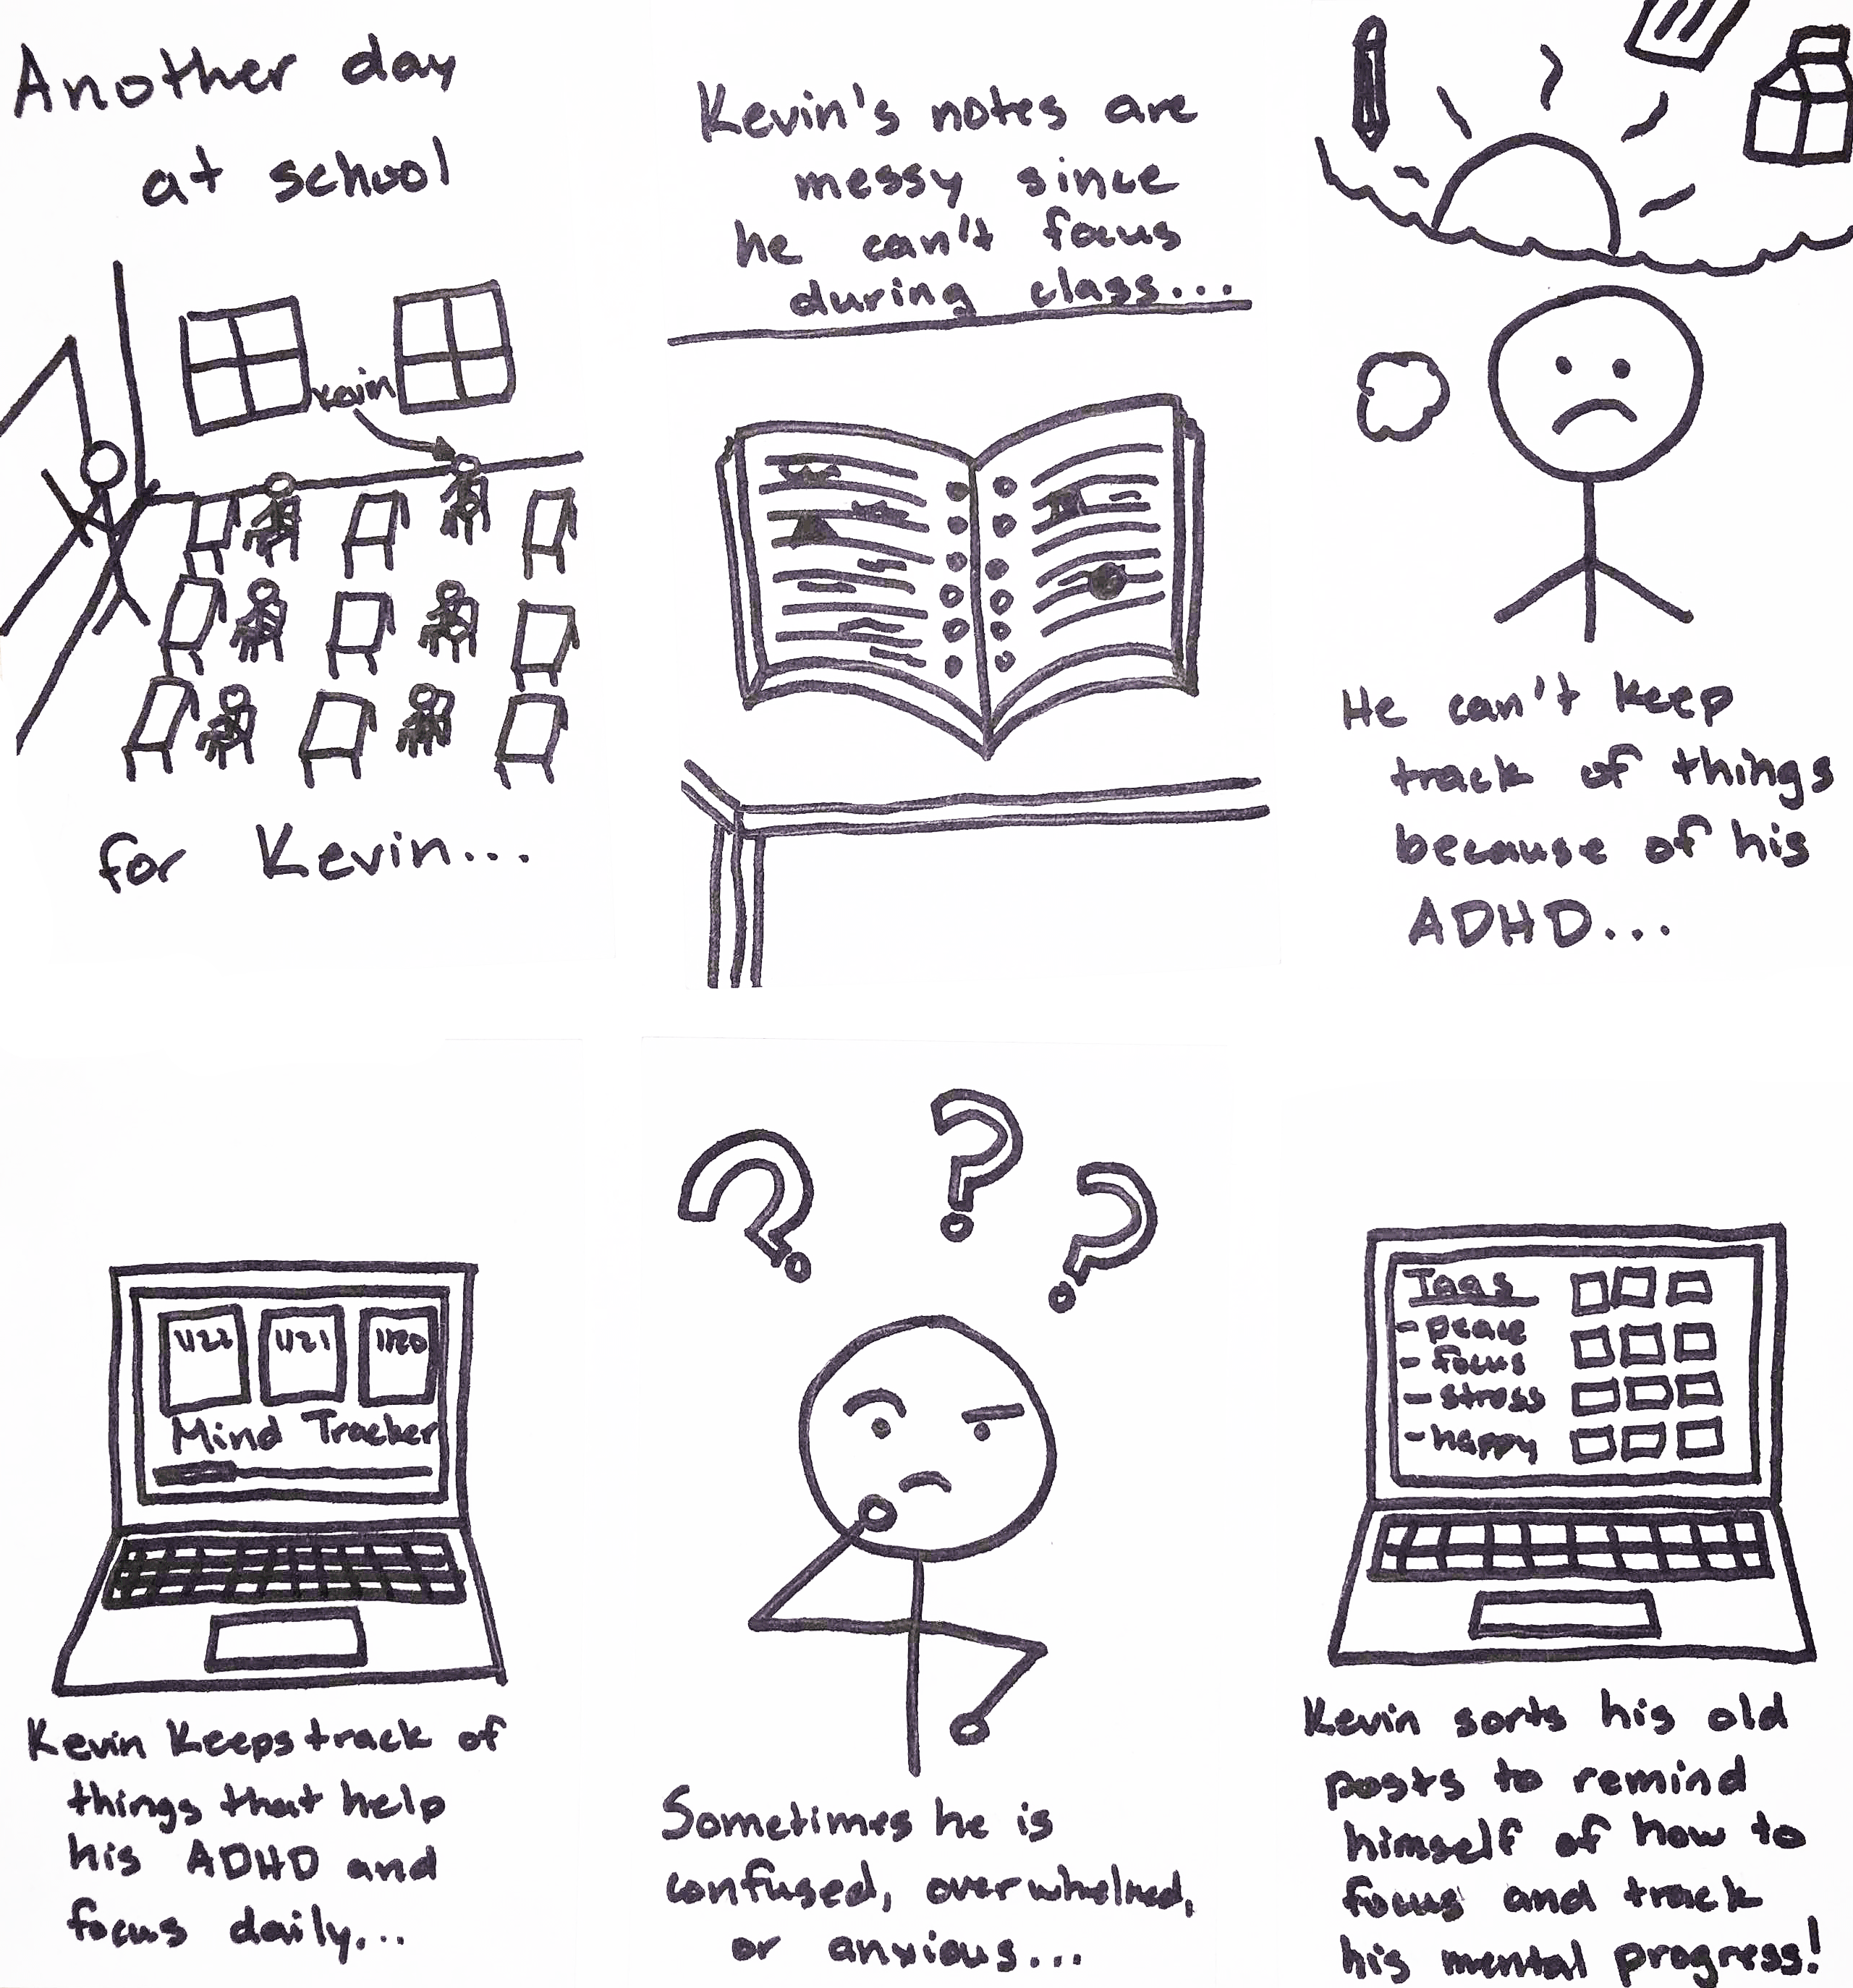 Another day
at school
Kevin
for Kevin...
Kevin's notes are
messy since
he can't focus
during class...
He can't keep
track of things
because of his
ADHD...
11/22 11/21 11/20
Mind Tracker
Kevin keeps track of
things that help
his ADHD and
focus daily...
Sometimes he is
confused, overwhelmed,
or anxious...
Tags
- peace
- focus
- stress
- happy
Kevin sorts his old
posts to remind
himself of how to
focus and track
his mental progress!